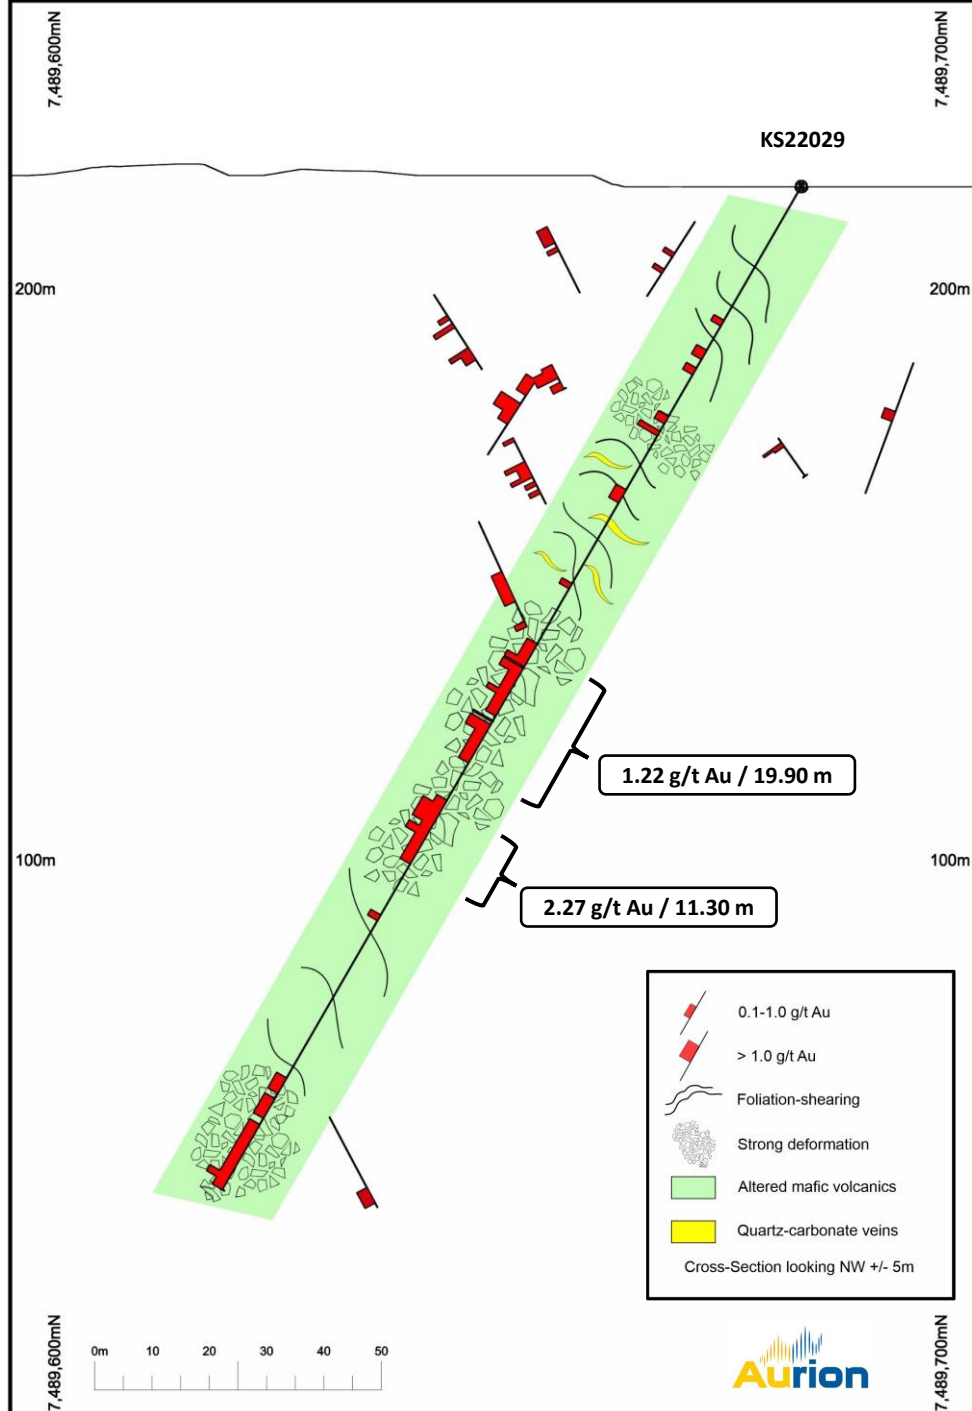 7,489,600mN
7,489,700mN
KS22029
200m
200m
1.22 g/t Au / 19.90 m
100m
100m
2.27 g/t Au / 11.30 m
0.1-1.0 g/t Au
> 1.0 g/t Au
Foliation-shearing
Strong deformation
Altered mafic volcanics
Quartz-carbonate veins
Cross-Section looking NW +/- 5m
7,489,600mN
0m 10 20 30 40 50
Aurion
7,489,700mN